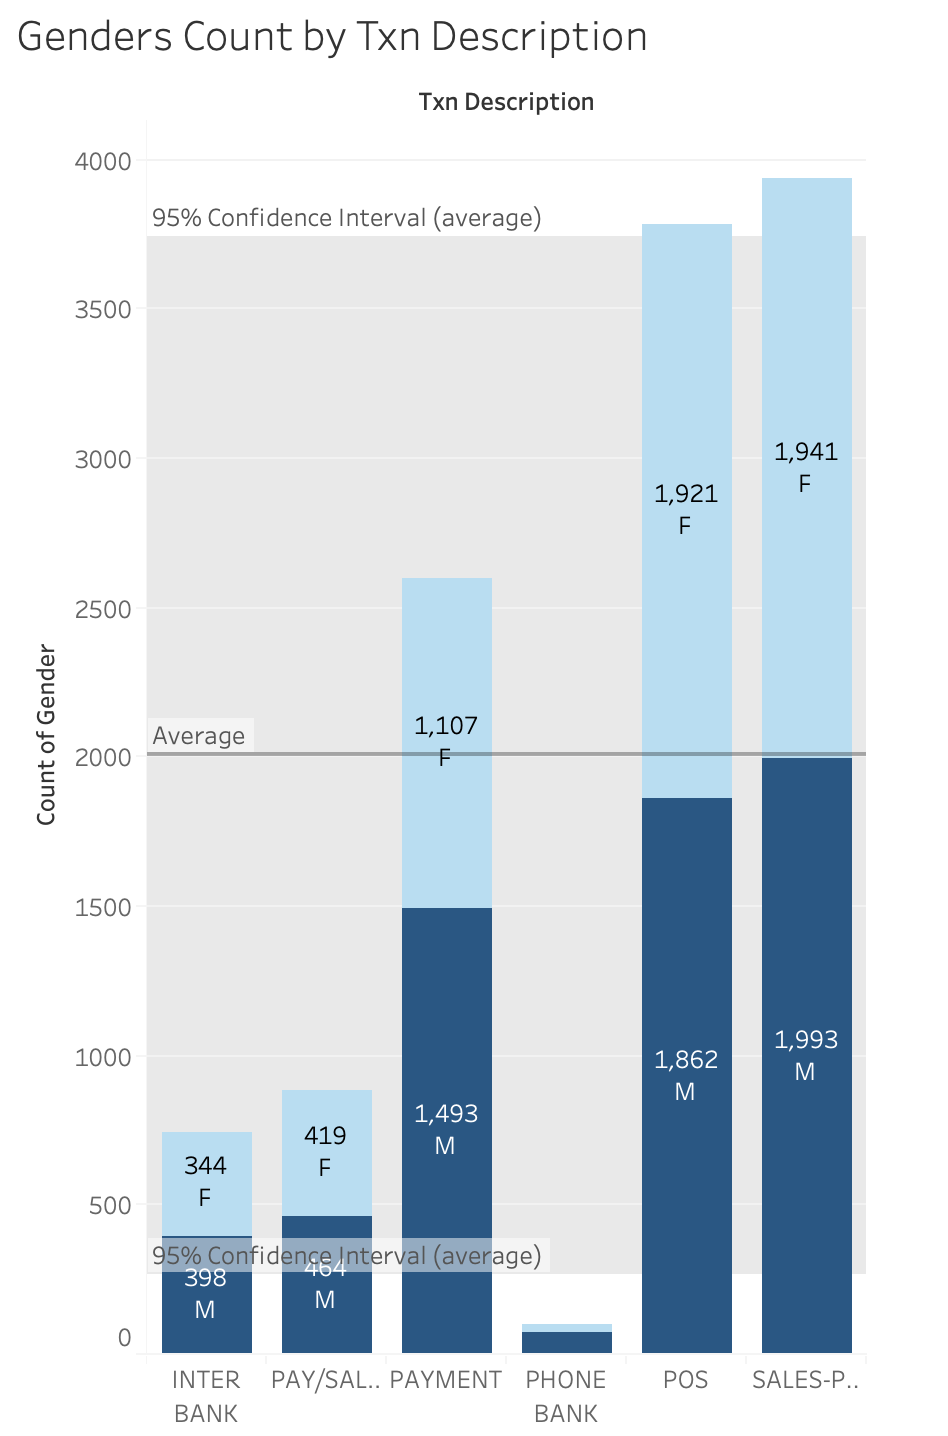 Genders Count by Txn Description
Txn Description
4000
95% Confidence Interval (average)
3500
3000
1,941
F
1,921
F
2500
Count of Gender
1,107
F
Average
2000
1500
1000
1,993
M
1,862
M
1,493
M
419
F
344
F
500
95% Confidence Interval (average)
464
M
398
M
0
INTER
BANK
PAY/SAL..
PAYMENT
PHONE
BANK
POS
SALES-P..